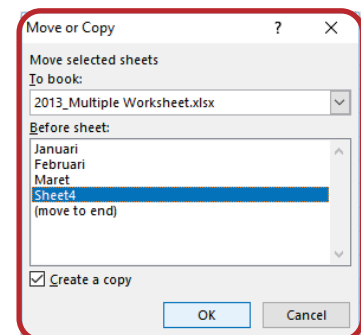 Move or Copy
Move selected sheets
To book:
2013_Multiple Worksheet.xlsx
Before sheet:
Januari
Februari
Maret
Sheet4
(move to end)
Create a copy
OK Cancel